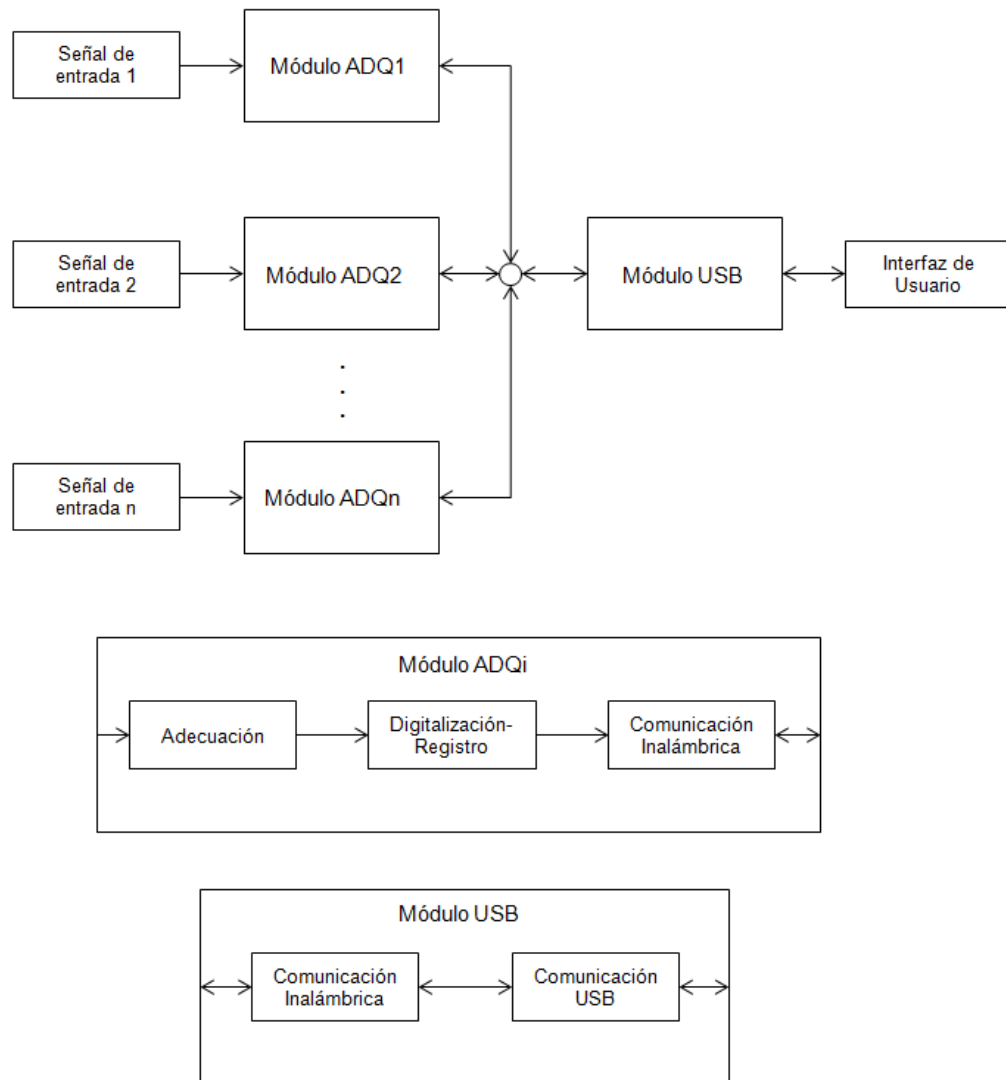 Señal de
entrada 1
Módulo ADQ1
Señal de
entrada 2
Módulo ADQ2
Módulo USB
Interfaz de
Usuario
.
.
.
Señal de
entrada n
Módulo ADQn
Módulo ADQi
Adecuación
Digitalización-
Registro
Comunicación
Inalámbrica
Módulo USB
Comunicación
Inalámbrica
Comunicación
USB